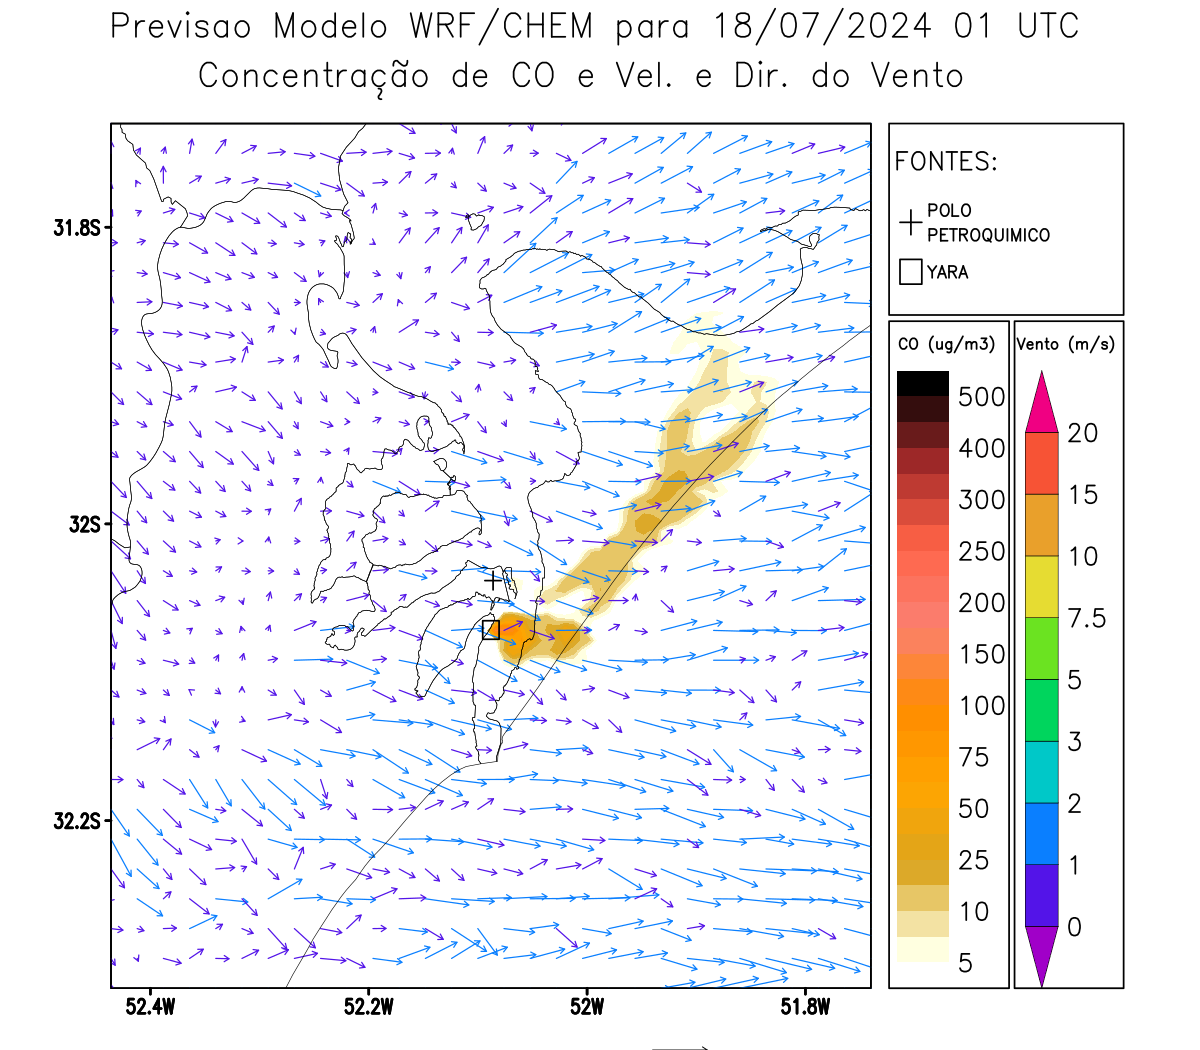 Previsao Modelo WRF/CHEM para 18/07/2024 01 UTC
Concentração de CO e Vel. e Dir. do Vento
FONTES:
POLO
PETROQUIMICO
YARA
CO (ug/m3)
500
400
300
250
200
150
100
75
50
25
10
5
Vento (m/s)
20
15
10
7.5
5
3
2
1
0
31.8S
32S
32.2S
52.4W
52.2W
52W
51.8W